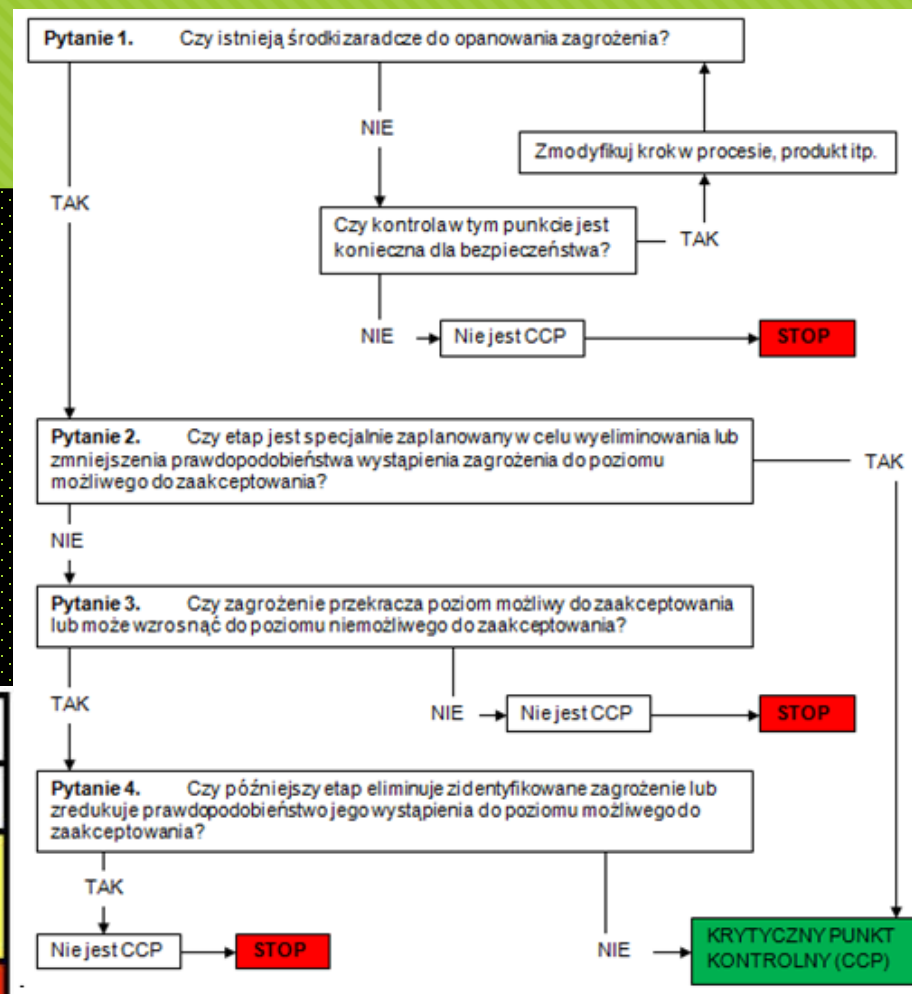 Pytanie 1. Czy istnieją środki zaradcze do opanowania zagrożenia?
NIE
Zmodyfikuj krok w procesie, produkt itp.
TAK
Czy kontrola w tym punkcie jest
konieczna dla bezpieczeństwa?
TAK
NIE
Nie jest CCP
STOP
Pytanie 2. Czy etap jest specjalnie zaplanowany w celu wyeliminowania lub
zmniejszenia prawdopodobieństwa wystąpienia zagrożenia do poziomu
możliwego do zaakceptowania?
TAK
NIE
Pytanie 3. Czy zagrożenie przekracza poziom możliwy do zaakceptowania
lub może wzrosnąć do poziomu niemożliwego do zaakceptowania?
TAK
NIE
Nie jest CCP
STOP
Pytanie 4. Czy późniejszy etap eliminuje zidentyfikowane zagrożenie lub
zredukuje prawdopodobieństwo jego wystąpienia do poziomu możliwego do
zaakceptowania?
TAK
Nie jest CCP
STOP
NIE
KRYTYCZNY PUNKT
KONTROLNY (CCP)